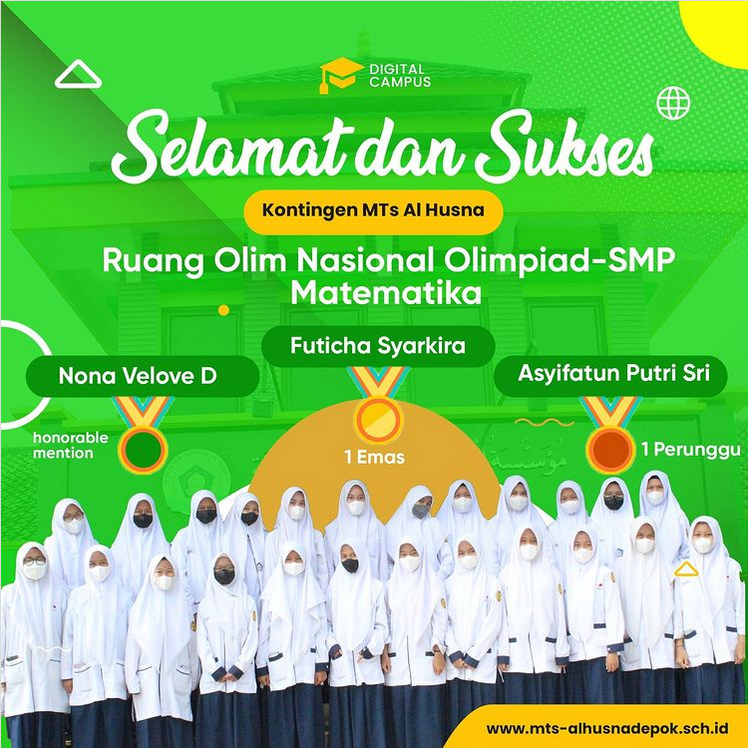 DIGITAL
CAMPUS
Selamat dan Sukses
Kontingen MTs Al Husna
Ruang Olim Nasional Olimpiad-SMP
Matematika
Futicha Syarkira
Nona Velove D
Asyifatun Putri Sri
honorable
mention
1 Emas
1 Perunggu
www.mts-alhusnadepok.sch.id